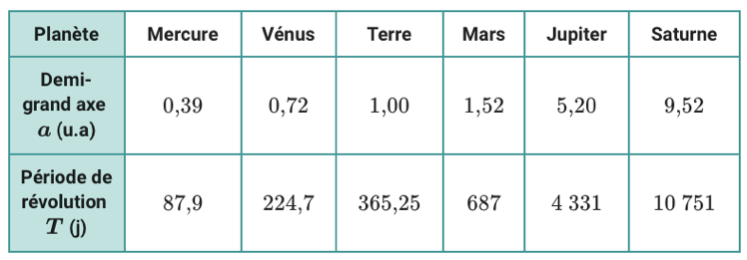 Planète Mercure Vénus Terre Mars Jupiter Saturne
Demi-
grand axe
a (u.a) 0,39 0,72 1,00 1,52 5,20 9,52
Période de
révolution
T (j) 87,9 224,7 365,25 687 4 331 10 751